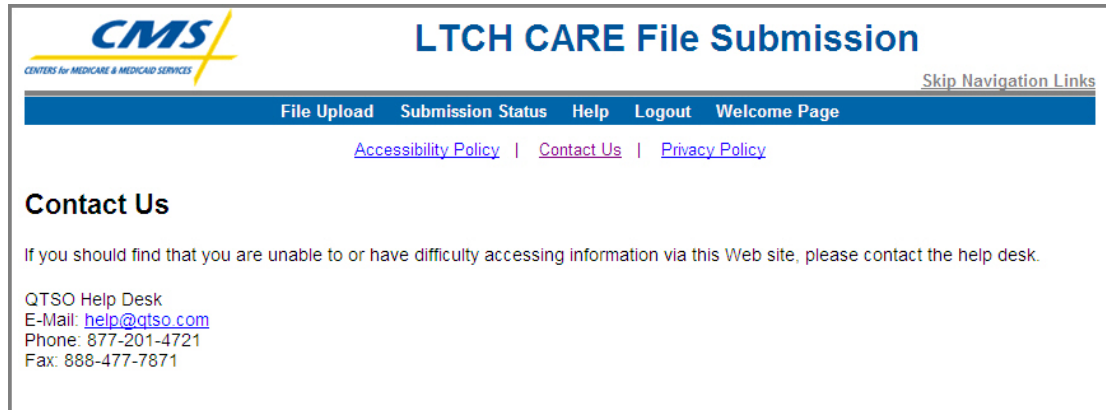 CMS
CENTERS for MEDICARE & MEDICAID SERVICES
LTCH CARE File Submission
Skip Navigation Links
File Upload Submission Status Help Logout Welcome Page
Accessibility Policy | Contact Us | Privacy Policy
Contact Us
If you should find that you are unable to or have difficulty accessing information via this Web site, please contact the help desk.
QTSO Help Desk
E-Mail: help@qtso.com
Phone: 877-201-4721
Fax: 888-477-7871